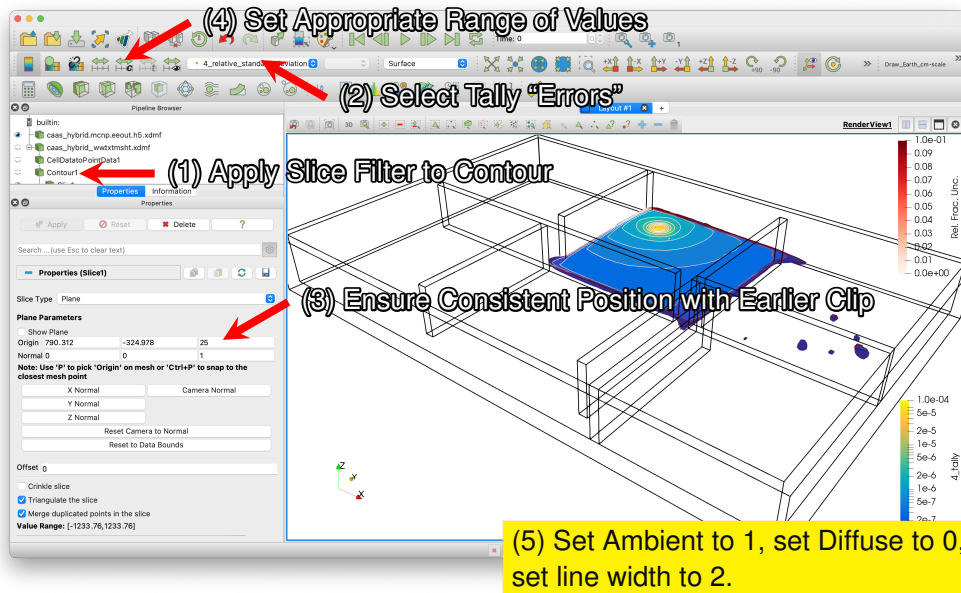 (4) Set Appropriate Range of Values
Time: 0
Surface
Draw_Earth_cm-scale
(2) Select Tally “Errors”
Pipeline Browser
Layout #1
builtin:
caas_hybrid.mcnp.eeout.h5.xdmf
caas_hybrid_wwtxtmsht.xdmf
CellDatatoPointData1
Contour1
(1) Apply Slice Filter to Contour
RenderView1
Properties
Information
Properties
Apply
Reset
Delete
?
Search ... (use Esc to clear text)
Properties (Slice1)
Slice Type
Plane
(3) Ensure Consistent Position with Earlier Clip
Plane Parameters
Show Plane
Origin 790.312 -324.978 25
Normal 0 0 1
Note: Use 'P' to pick 'Origin' on mesh or 'Ctrl+P' to snap to the
closest mesh point
X Normal
Camera Normal
Y Normal
Z Normal
Reset Camera to Normal
Reset to Data Bounds
Offset 0
Crinkle slice
Triangulate the slice
Merge duplicated points in the slice
Value Range: [-1233.76,1233.76]
1.0e-01
0.09
0.08
0.07
0.06
0.05
0.04
0.03
0.02
0.01
0.0e+00
Rel. Frac. Unc.
1.0e-04
5e-5
2e-5
1e-5
5e-6
2e-6
1e-6
5e-7
2e-7
4_tally
Z
Y
X
(5) Set Ambient to 1, set Diffuse to 0,
set line width to 2.